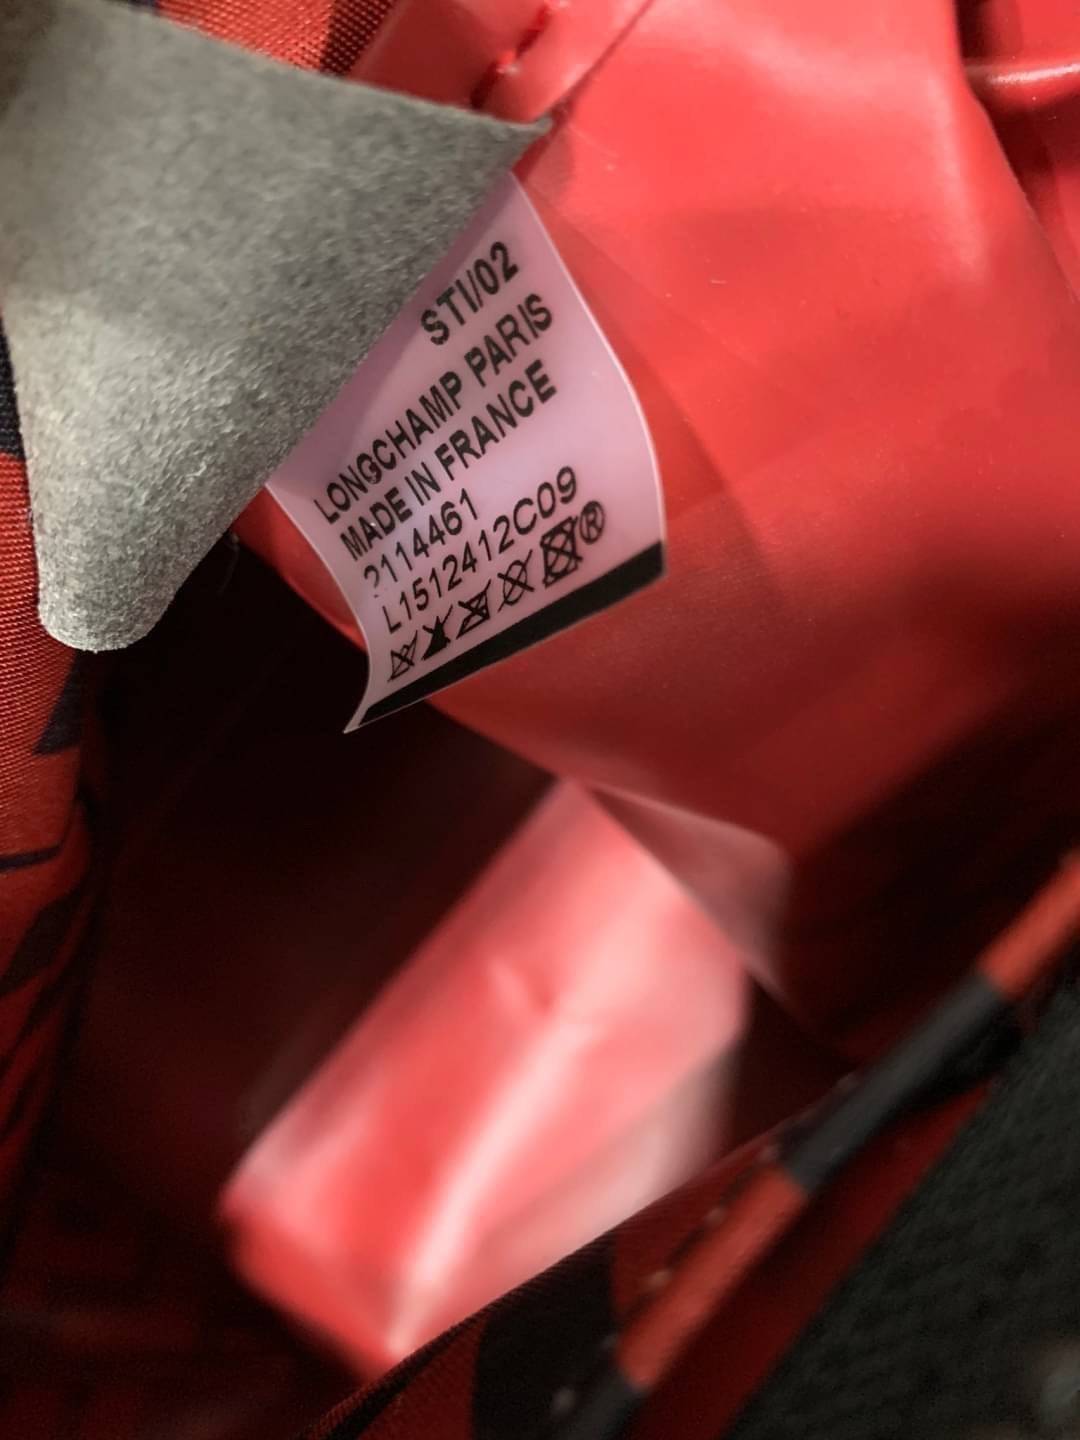 STI/02
LONGCHAMP PARIS
MADE IN FRANCE
2114461
L1512412C09
®